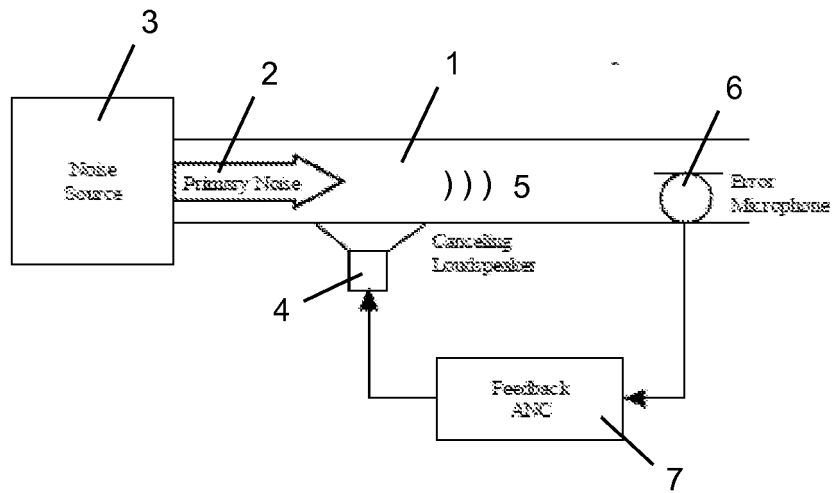 3
2
1
6
Noise
Source
Primary Noise
5
Error
Microphone
Canceling
Loudspeaker
4
Feedback
ANC
7